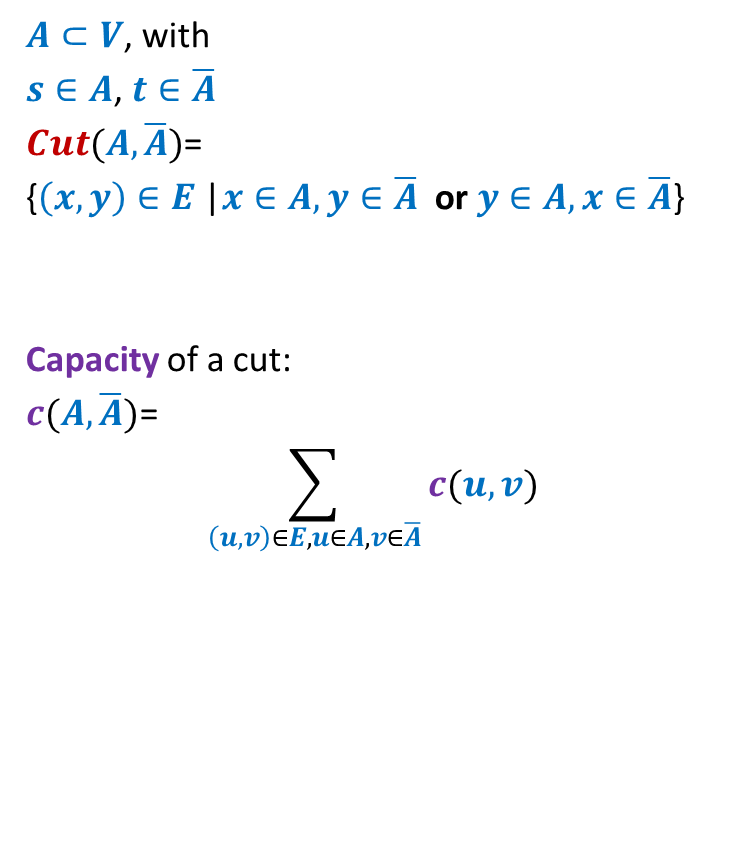 A ⊂ V, with
s ∈ A, t ∈ A̅
Cut(A, A̅)=
{(x, y) ∈ E |x ∈ A, y ∈ A̅ or y ∈ A, x ∈ A̅}
Capacity of a cut:
c(A, A̅)=
∑ c(u, v)
(u,v)∈E,u∈A,v∈A̅